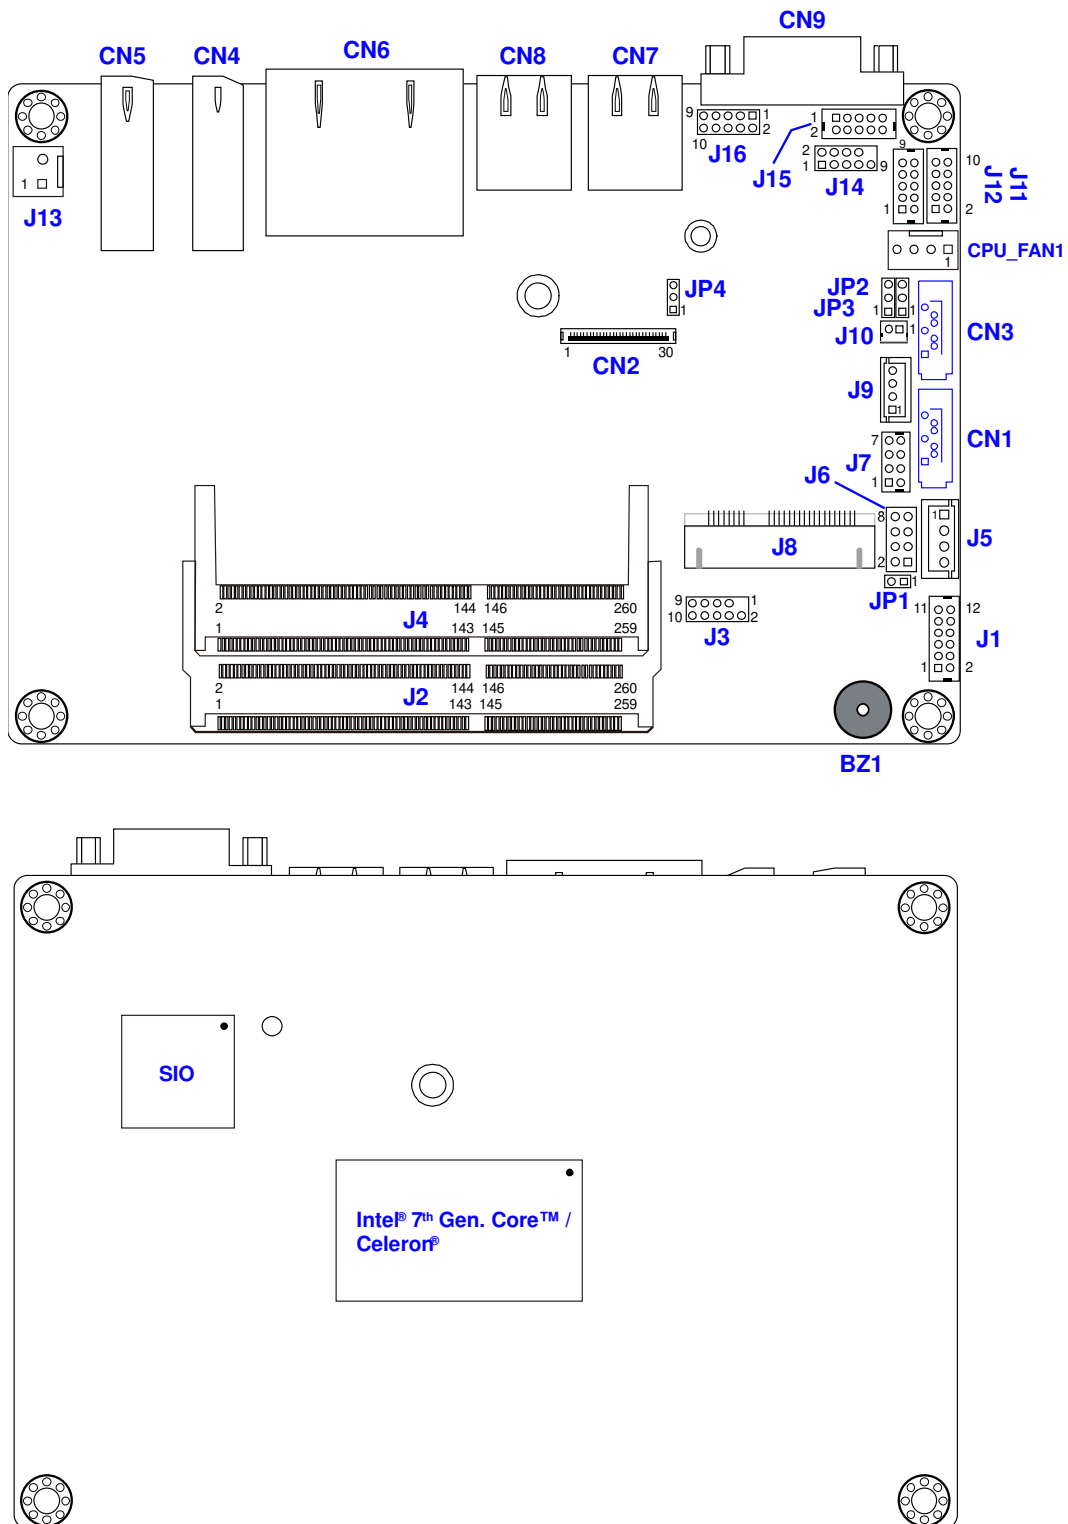 CN9
CN5
CN4
CN6
CN8
CN7
9
1
2
10
J16
1
2
J15
2
1
9
J14
9
1
J12
10
2
J11
1
J13
1
CPU_FAN1
JP4
1
JP2
JP3
1
1
J10
1
CN3
1
30
CN2
J9
1
CN1
7
J7
1
J6
8
2
1
J5
J8
JP1
1
2
144
146
260
J4
1
143
145
259
9
1
10
2
J3
11
12
J1
1
2
2
144
146
260
J2
1
143
145
259
BZ1
SIO
Intel® 7th Gen. Core™ /
Celeron®